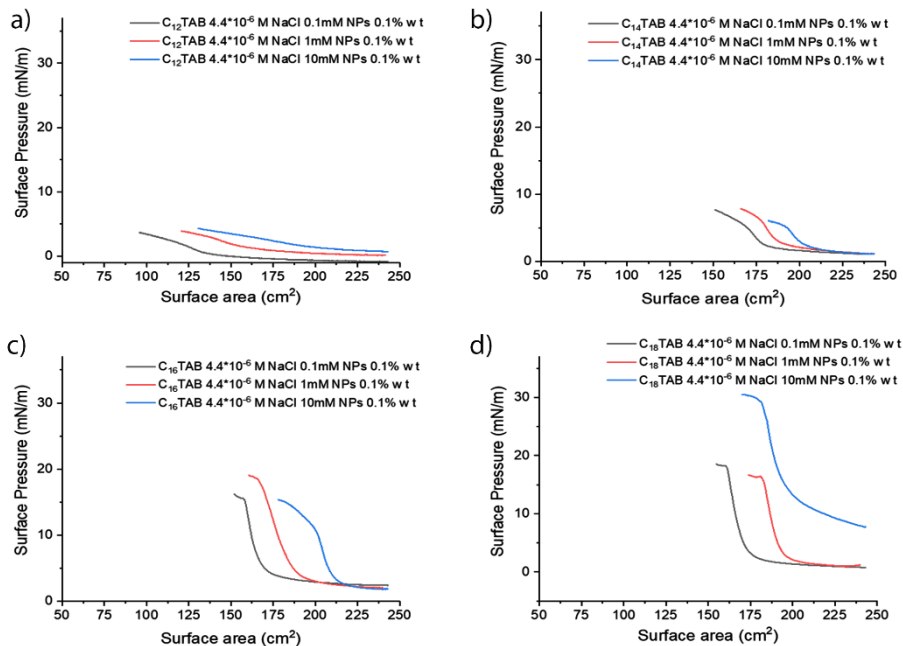 a)
C₁₂TAB 4.4*10⁻⁶ M NaCl 0.1mM NPs 0.1% w t
C₁₂TAB 4.4*10⁻⁶ M NaCl 1mM NPs 0.1% w t
C₁₂TAB 4.4*10⁻⁶ M NaCl 10mM NPs 0.1% w t
Surface Pressure (mN/m)
30
20
10
0
50 75 100 125 150 175 200 225 250
Surface area (cm²)
b)
C₁₄TAB 4.4*10⁻⁶ M NaCl 0.1mM NPs 0.1% w t
C₁₄TAB 4.4*10⁻⁶ M NaCl 1mM NPs 0.1% w t
C₁₄TAB 4.4*10⁻⁶ M NaCl 10mM NPs 0.1% w t
Surface Pressure (mN/m)
30
20
10
0
50 75 100 125 150 175 200 225 250
Surface area (cm²)
c)
C₁₆TAB 4.4*10⁻⁶ M NaCl 0.1mM NPs 0.1% w t
C₁₆TAB 4.4*10⁻⁶ M NaCl 1mM NPs 0.1% w t
C₁₆TAB 4.4*10⁻⁶ M NaCl 10mM NPs 0.1% w t
Surface Pressure (mN/m)
30
20
10
0
50 75 100 125 150 175 200 225 250
Surface area (cm²)
d)
C₁₈TAB 4.4*10⁻⁶ M NaCl 0.1mM NPs 0.1% w t
C₁₈TAB 4.4*10⁻⁶ M NaCl 1mM NPs 0.1% w t
C₁₈TAB 4.4*10⁻⁶ M NaCl 10mM NPs 0.1% w t
Surface Pressure (mN/m)
30
20
10
0
50 75 100 125 150 175 200 225 250
Surface area (cm²)